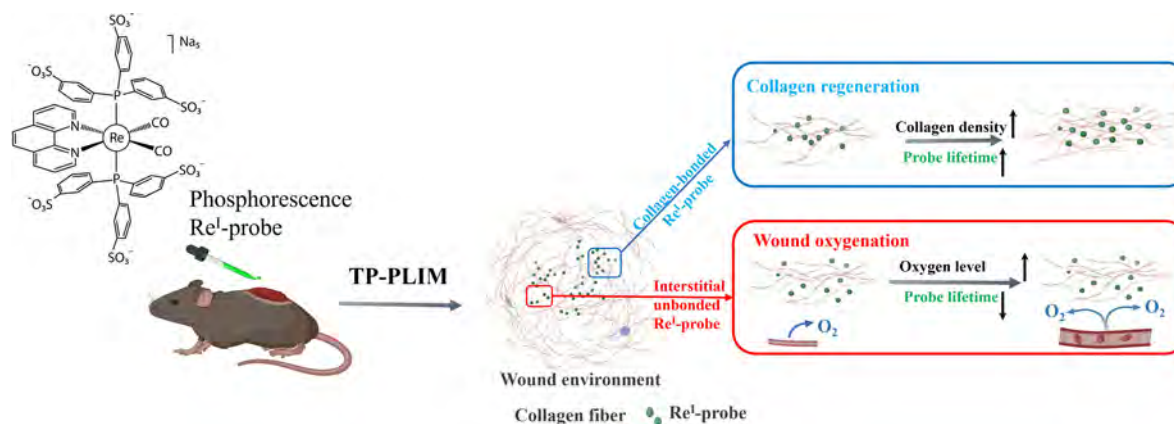 SO₃⁻
SO₃⁻
] Na₅
⁻O₃S
SO₃⁻
P
N
CO
Re
N
CO
P
SO₃⁻
⁻O₃S
SO₃⁻
SO₃⁻
Phosphorescence
Reᴵ-probe
TP-PLIM
Collagen-bonded
Reᴵ-probe
Interstitial
unbonded
Reᴵ-probe
Wound environment
Collagen fiber
Reᴵ-probe
Collagen regeneration
Collagen density
Probe lifetime
Wound oxygenation
Oxygen level
Probe lifetime
O₂
O₂
O₂